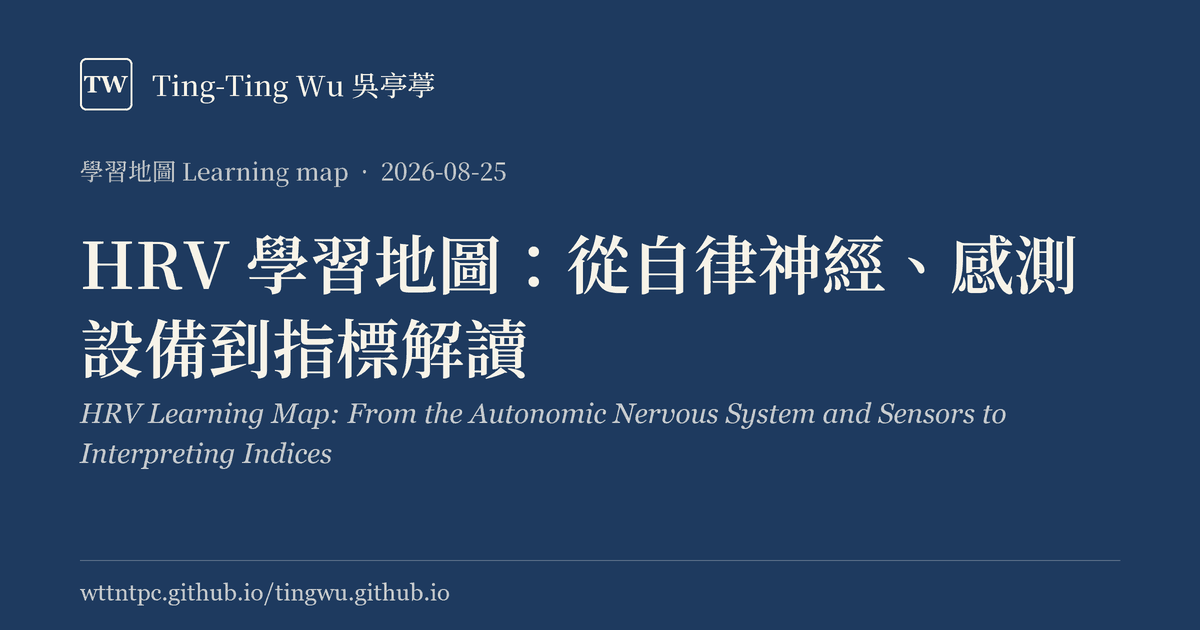 TW
Ting-Ting Wu 吳亭葶
學習地圖 Learning map · 2026-08-25
HRV 學習地圖：從自律神經、感測
設備到指標解讀
HRV Learning Map: From the Autonomic Nervous System and Sensors to
Interpreting Indices
wttntpc.github.io/tingwu.github.io